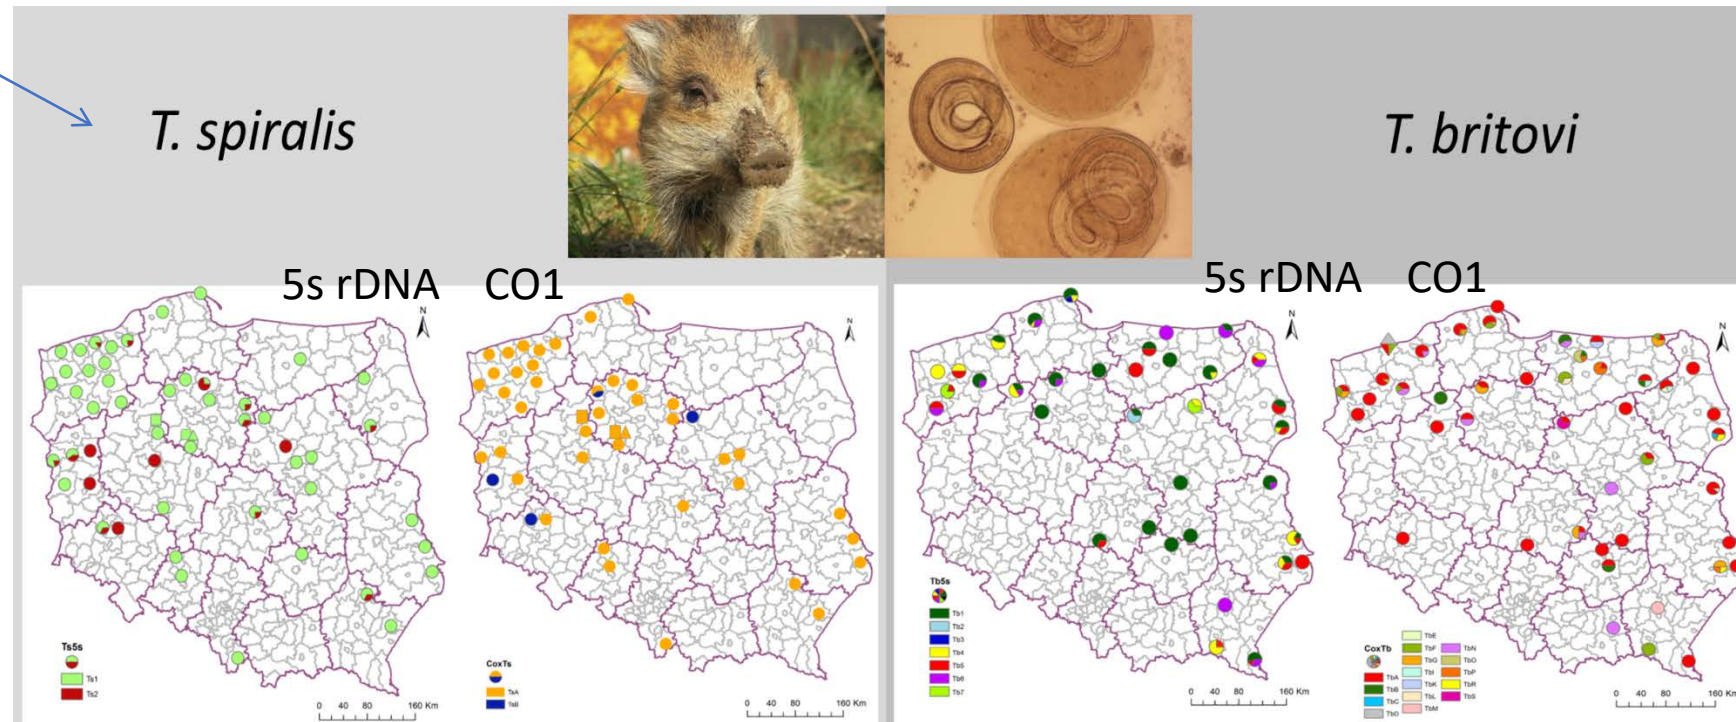 T. spiralis
T. britovi
5s rDNA CO1
5s rDNA CO1
N
N
N
N
Ts5s
Ts1
Ts2
0 40 80 160 Km
CoxTs
TsA
TsB
0 40 80 160 Km
Tb5s
Tb1
Tb2
Tb3
Tb4
Tb5
Tb6
Tb7
0 40 80 160 Km
CoxTb
TbA
TbB
TbC
TbD
TbE
TbF
TbG
TbI
TbK
TbL
TbM
TbN
TbO
TbP
TbR
TbS
0 40 80 160 Km